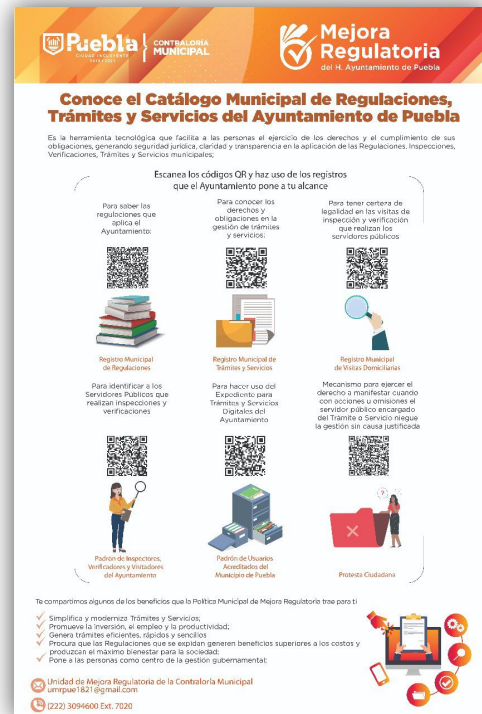 Puebla
CIUDAD INCLUYENTE
CONTRALORÍA
MUNICIPAL
Mejora
Regulatoria
del H. Ayuntamiento de Puebla
Conoce el Catálogo Municipal de Regulaciones,
Trámites y Servicios del Ayuntamiento de Puebla
Es la herramienta tecnológica que facilita a las personas el ejercicio de los derechos y el cumplimiento de sus
obligaciones, generando seguridad jurídica, claridad y transparencia en la aplicación de las Regulaciones, Inspecciones,
Verificaciones, Trámites y Servicios municipales;
Escanea los códigos QR y haz uso de los registros
que el Ayuntamiento pone a tu alcance
Para saber las
regulaciones que
aplica el
Ayuntamiento:
Registro Municipal
de Regulaciones
Para conocer los
derechos y
obligaciones en la
gestión de trámites
y servicios:
Registro Municipal de
Trámites y Servicios
Para tener certeza de
legalidad en las visitas de
inspección y verificación
que realizan los
servidores públicos
Registro Municipal
de Visitas Domiciliarias
Para identificar a los
Servidores Públicos que
realizan inspecciones y
verificaciones
Padrón de Inspectores,
Verificadores y Visitadores
del Ayuntamiento
Para hacer uso del
Expediente para
Trámites y Servicios
Digitales del
Ayuntamiento
Padrón de Usuarios
Acreditados del
Municipio de Puebla
Mecanismo para ejercer el
derecho a manifestar cuando
con acciones u omisiones el
servidor público encargado
del Trámite o Servicio niegue
la gestión sin causa justificada
?
Protesta Ciudadana
Te compartimos algunos de los beneficios que la Política Municipal de Mejora Regulatoria trae para ti
Simplifica y moderniza Trámites y Servicios;
Promueve la inversión, el empleo y la productividad;
Genera trámites eficientes, rápidos y sencillos
Procura que las Regulaciones que se expidan generen beneficios superiores a los costos y
produzcan el máximo bienestar para la sociedad;
Pone a las personas como centro de la gestión gubernamental;
Unidad de Mejora Regulatoria de la Contraloría Municipal
umrpue1821@gmail.com
(222) 3094600 Ext. 7020